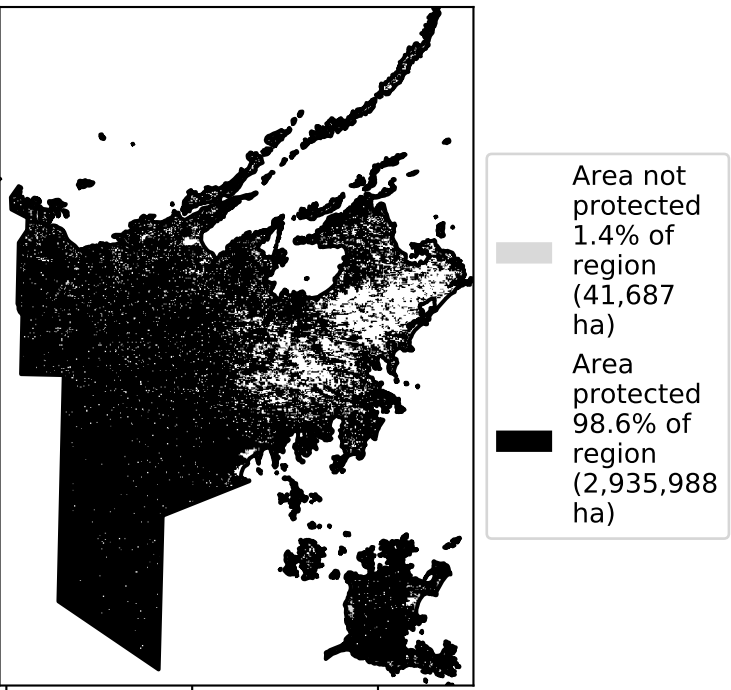 Area not
protected
1.4% of
region
(41,687
ha)
Area
protected
98.6% of
region
(2,935,988
ha)